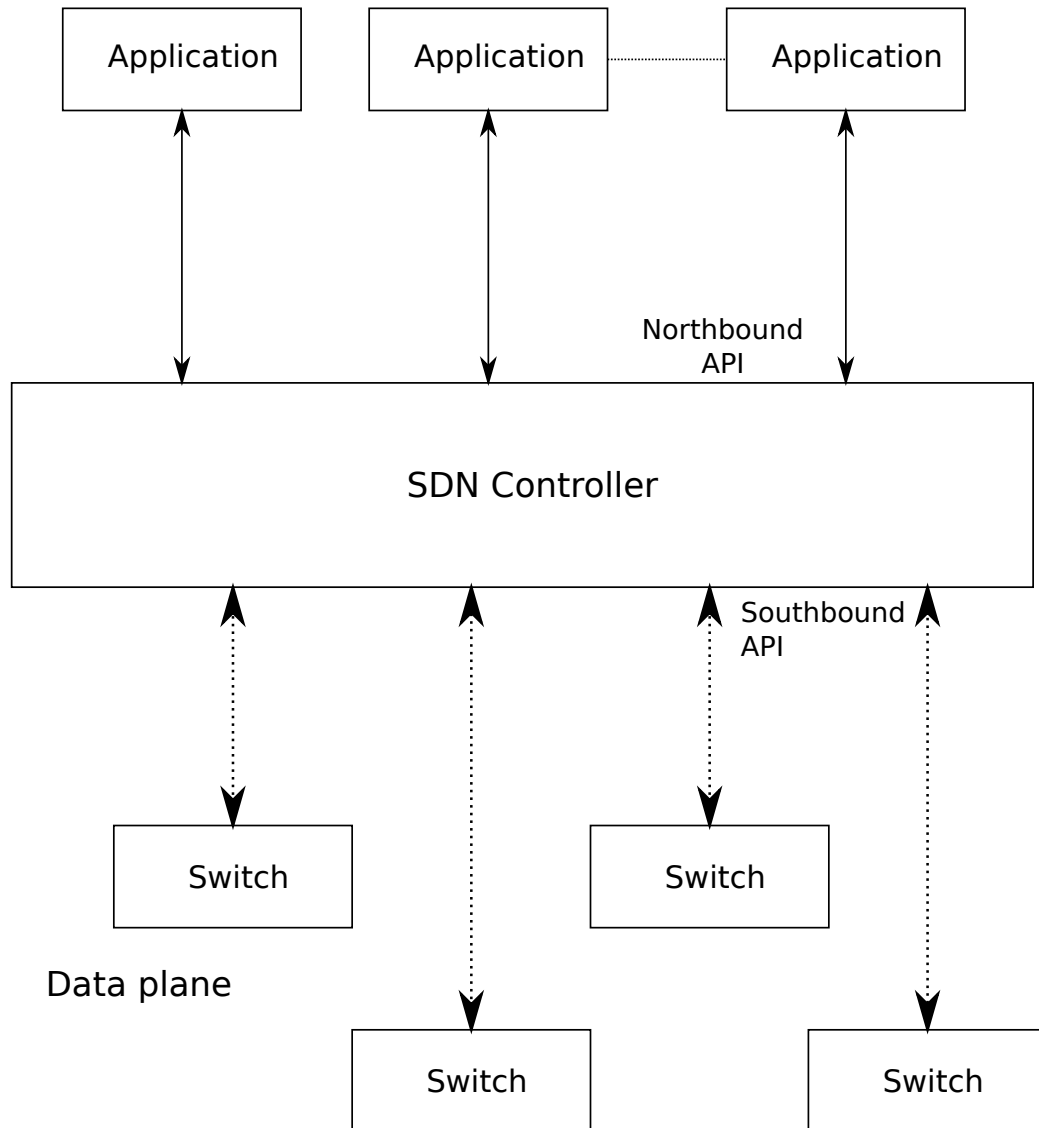 Application
Application
Application
Northbound
API
SDN Controller
Southbound
API
Switch
Switch
Data plane
Switch
Switch